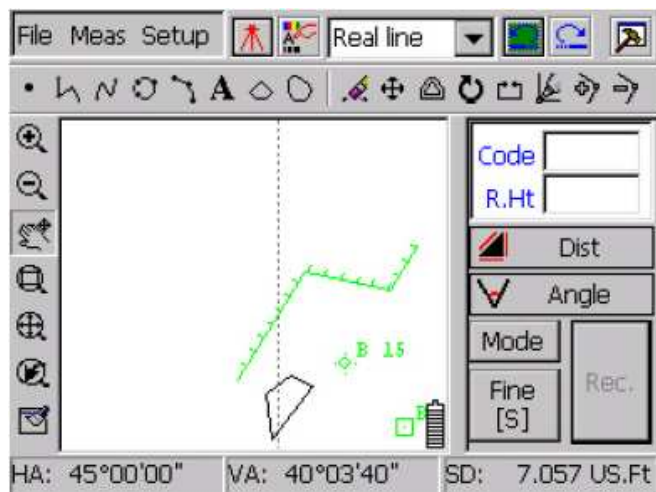 File Meas Setup Real line
A
Code
R.Ht
Dist
Angle
B 15
Mode
B
Fine
[S]
Rec.
HA: 45°00'00" VA: 40°03'40" SD: 7.057 US.Ft